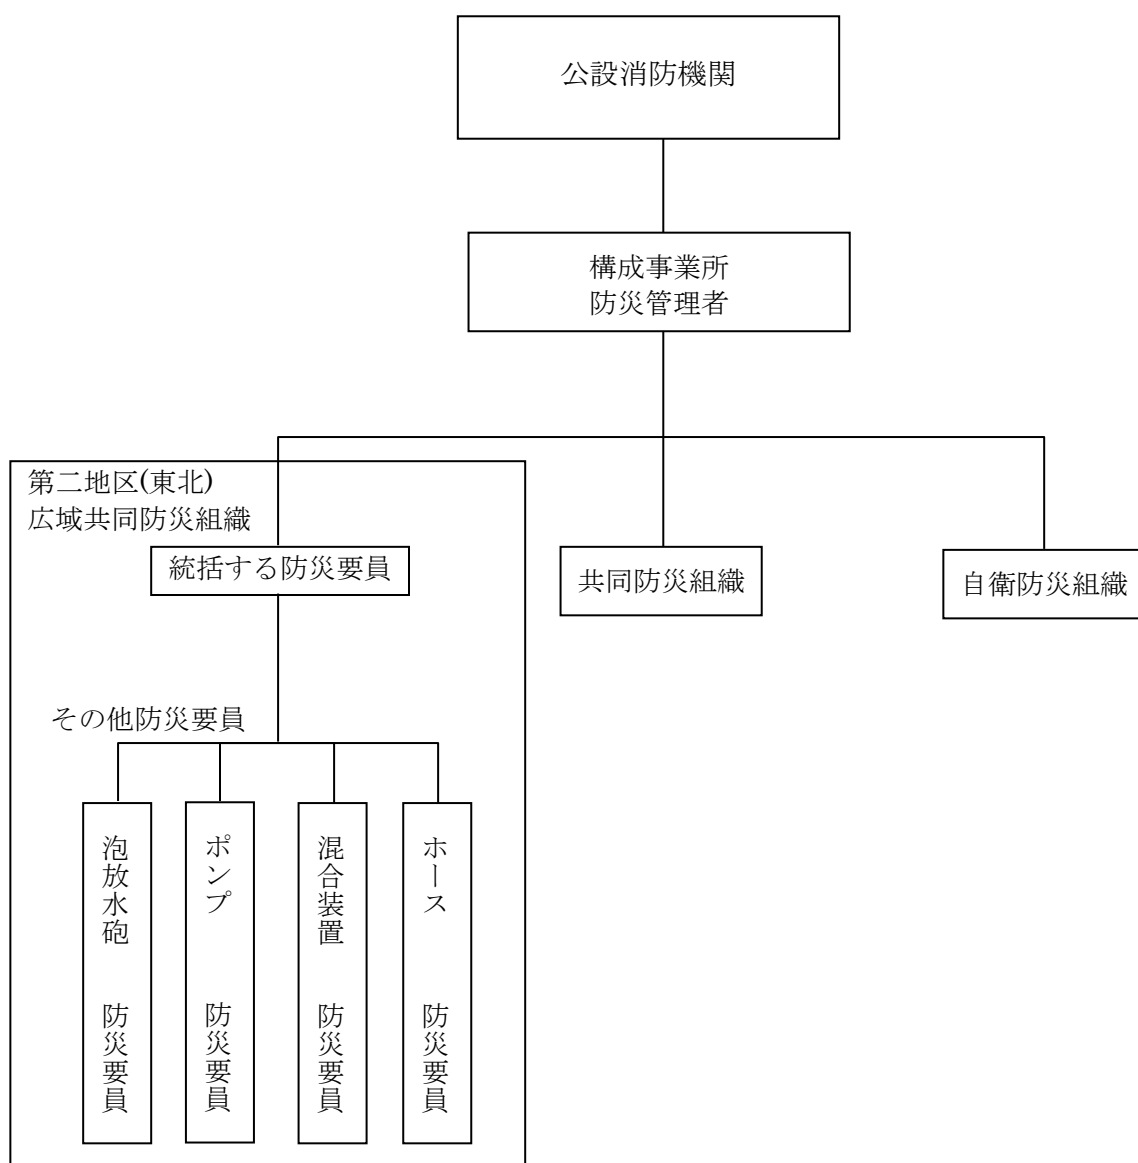 公設消防機関
構成事業所
防災管理者
第二地区(東北)
広域共同防災組織
統括する防災要員
共同防災組織
自衛防災組織
その他防災要員
泡放水砲 防災要員
ポンプ 防災要員
混合装置 防災要員
ホース 防災要員